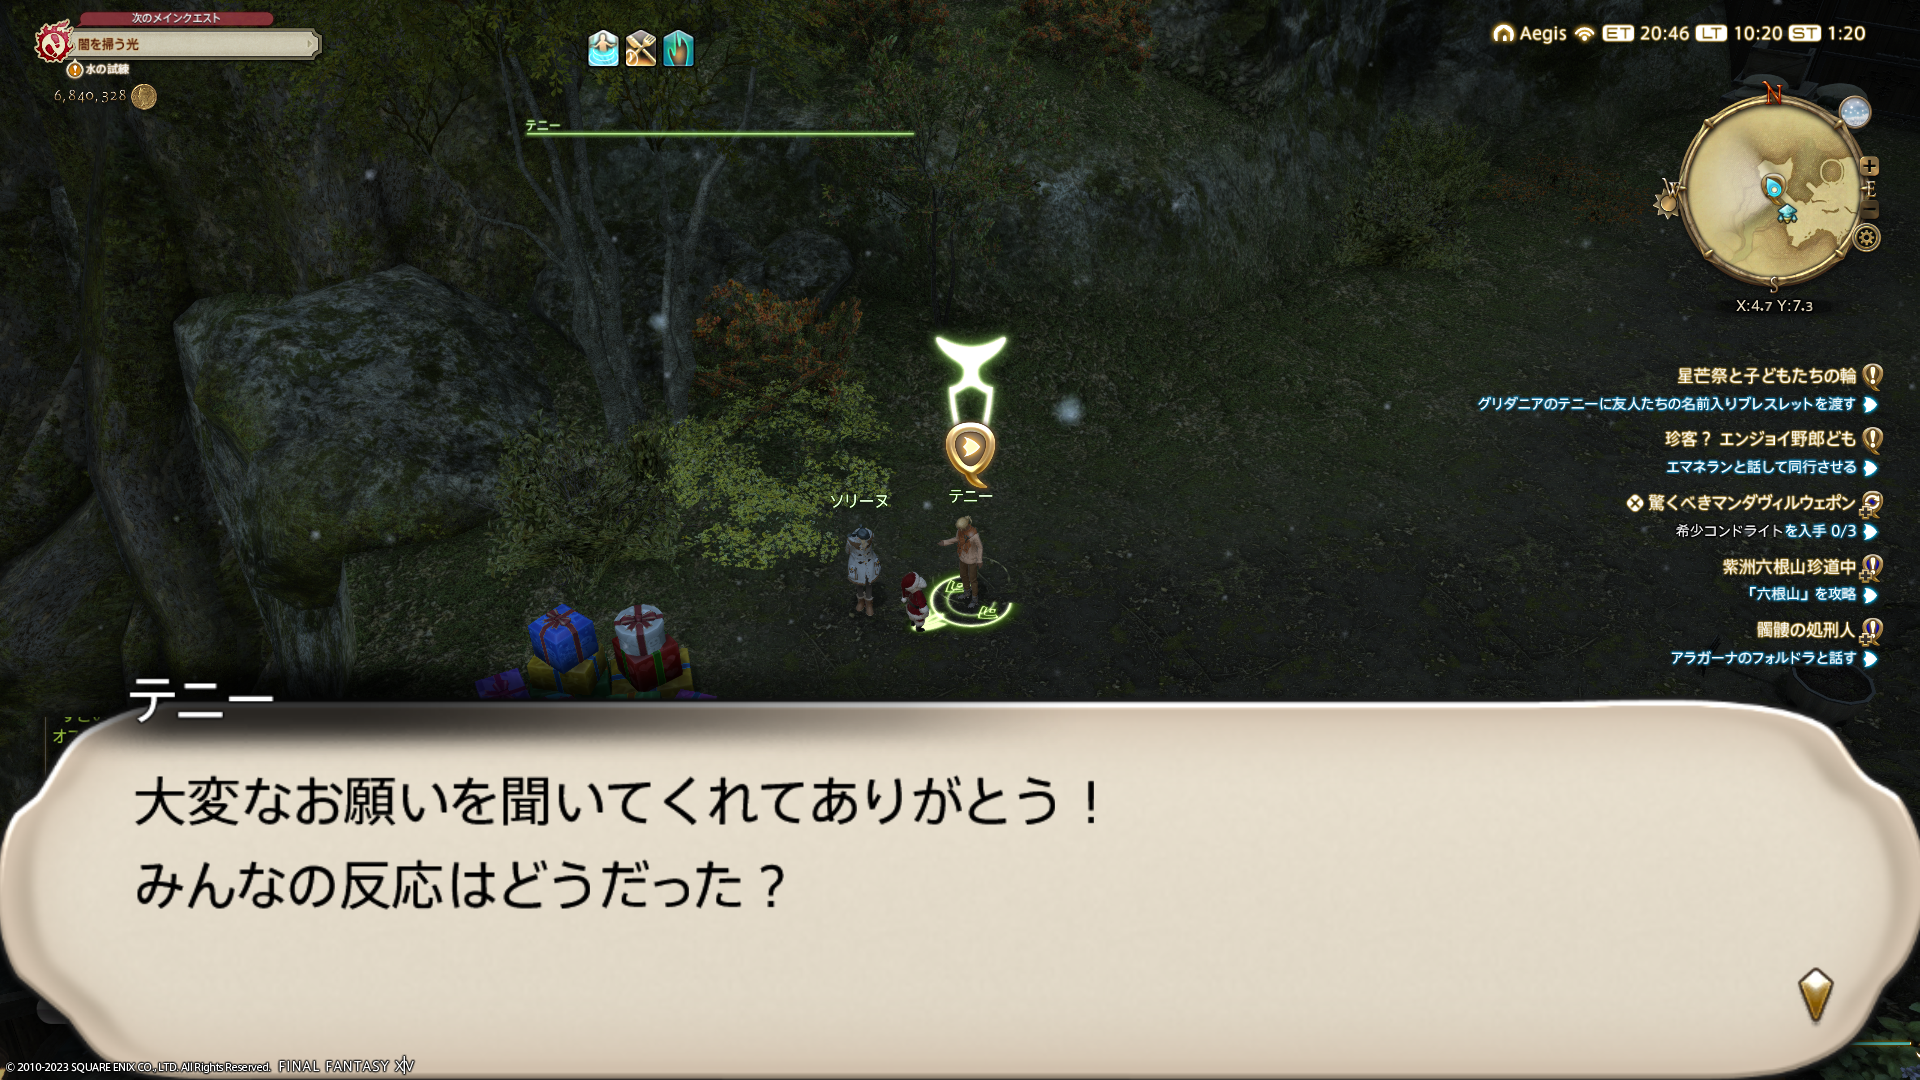 次のメインクエスト
闇を掃う光
水の試練
6,840,328
テニー
Aegis ET 20:46 LT 10:20 ST 1:20
N
W
E
S
X:4.7 Y:7.3
星芒祭と子どもたちの輪
グリダニアのテニーに友人たちの名前入りブレスレットを渡す
珍客？ エンジョイ野郎ども
エマネランと話して同行させる
驚くべきマンダヴィルウェポン
希少コンドライトを入手 0/3
紫洲六根山珍道中
「六根山」を攻略
髑髏の処刑人
アラガーナのフォルドラと話す
ソリーヌ
テニー
テニー
大変なお願いを聞いてくれてありがとう！
みんなの反応はどうだった？
© 2010-2023 SQUARE ENIX CO., LTD. All Rights Reserved. FINAL FANTASY XIV